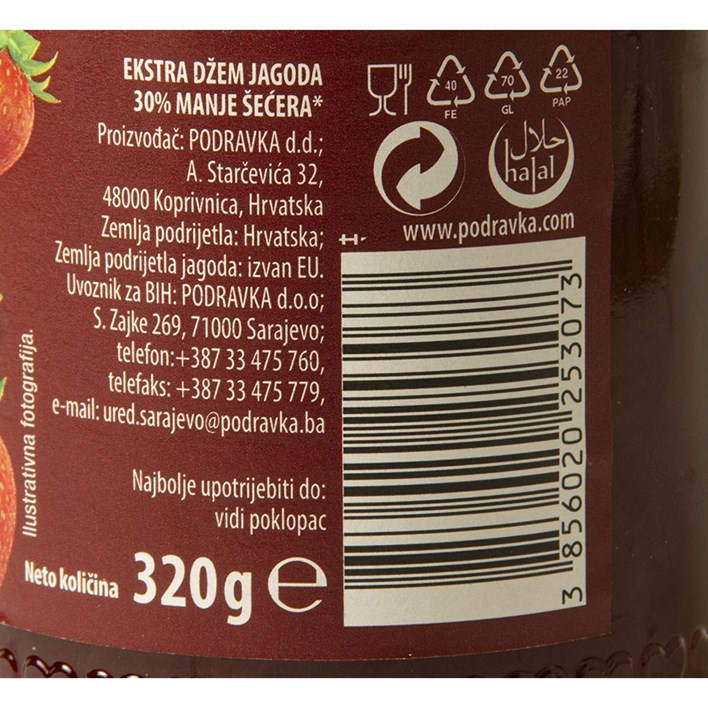 EKSTRA DŽEM JAGODA
30% MANJE ŠEĆERA*
Proizvođač: PODRAVKA d.d.;
A. Starčevića 32,
48000 Koprivnica, Hrvatska
Zemlja podrijetla: Hrvatska;
Zemlja podrijetla jagoda: izvan EU.
Uvoznik za BIH: PODRAVKA d.o.o;
S. Zajke 269, 71000 Sarajevo;
telefon:+387 33 475 760,
telefaks: +387 33 475 779,
e-mail: ured.sarajevo@podravka.ba
Najbolje upotrijebiti do:
vidi poklopac
Neto količina 320 g e
Ilustrativna fotografija.
40
FE
70
GL
22
PAP
حلال
halal
www.podravka.com
3 856020 253073